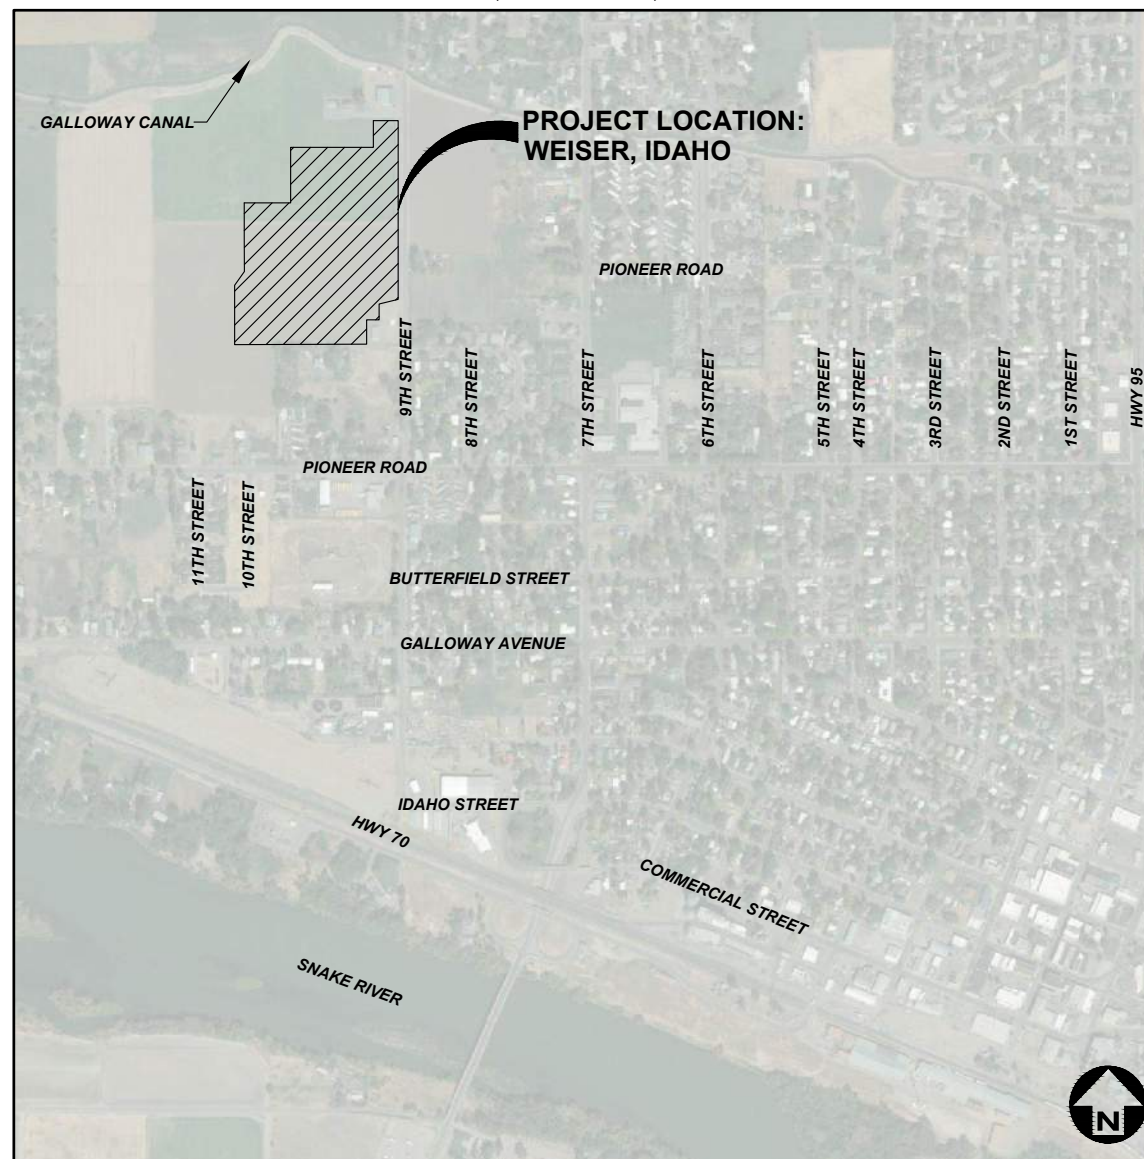 GALLOWAY CANAL
PROJECT LOCATION:
WEISER, IDAHO
PIONEER ROAD
9TH STREET
8TH STREET
7TH STREET
6TH STREET
5TH STREET
4TH STREET
3RD STREET
2ND STREET
1ST STREET
HWY 95
PIONEER ROAD
11TH STREET
10TH STREET
BUTTERFIELD STREET
GALLOWAY AVENUE
IDAHO STREET
HWY 70
COMMERCIAL STREET
SNAKE RIVER
N